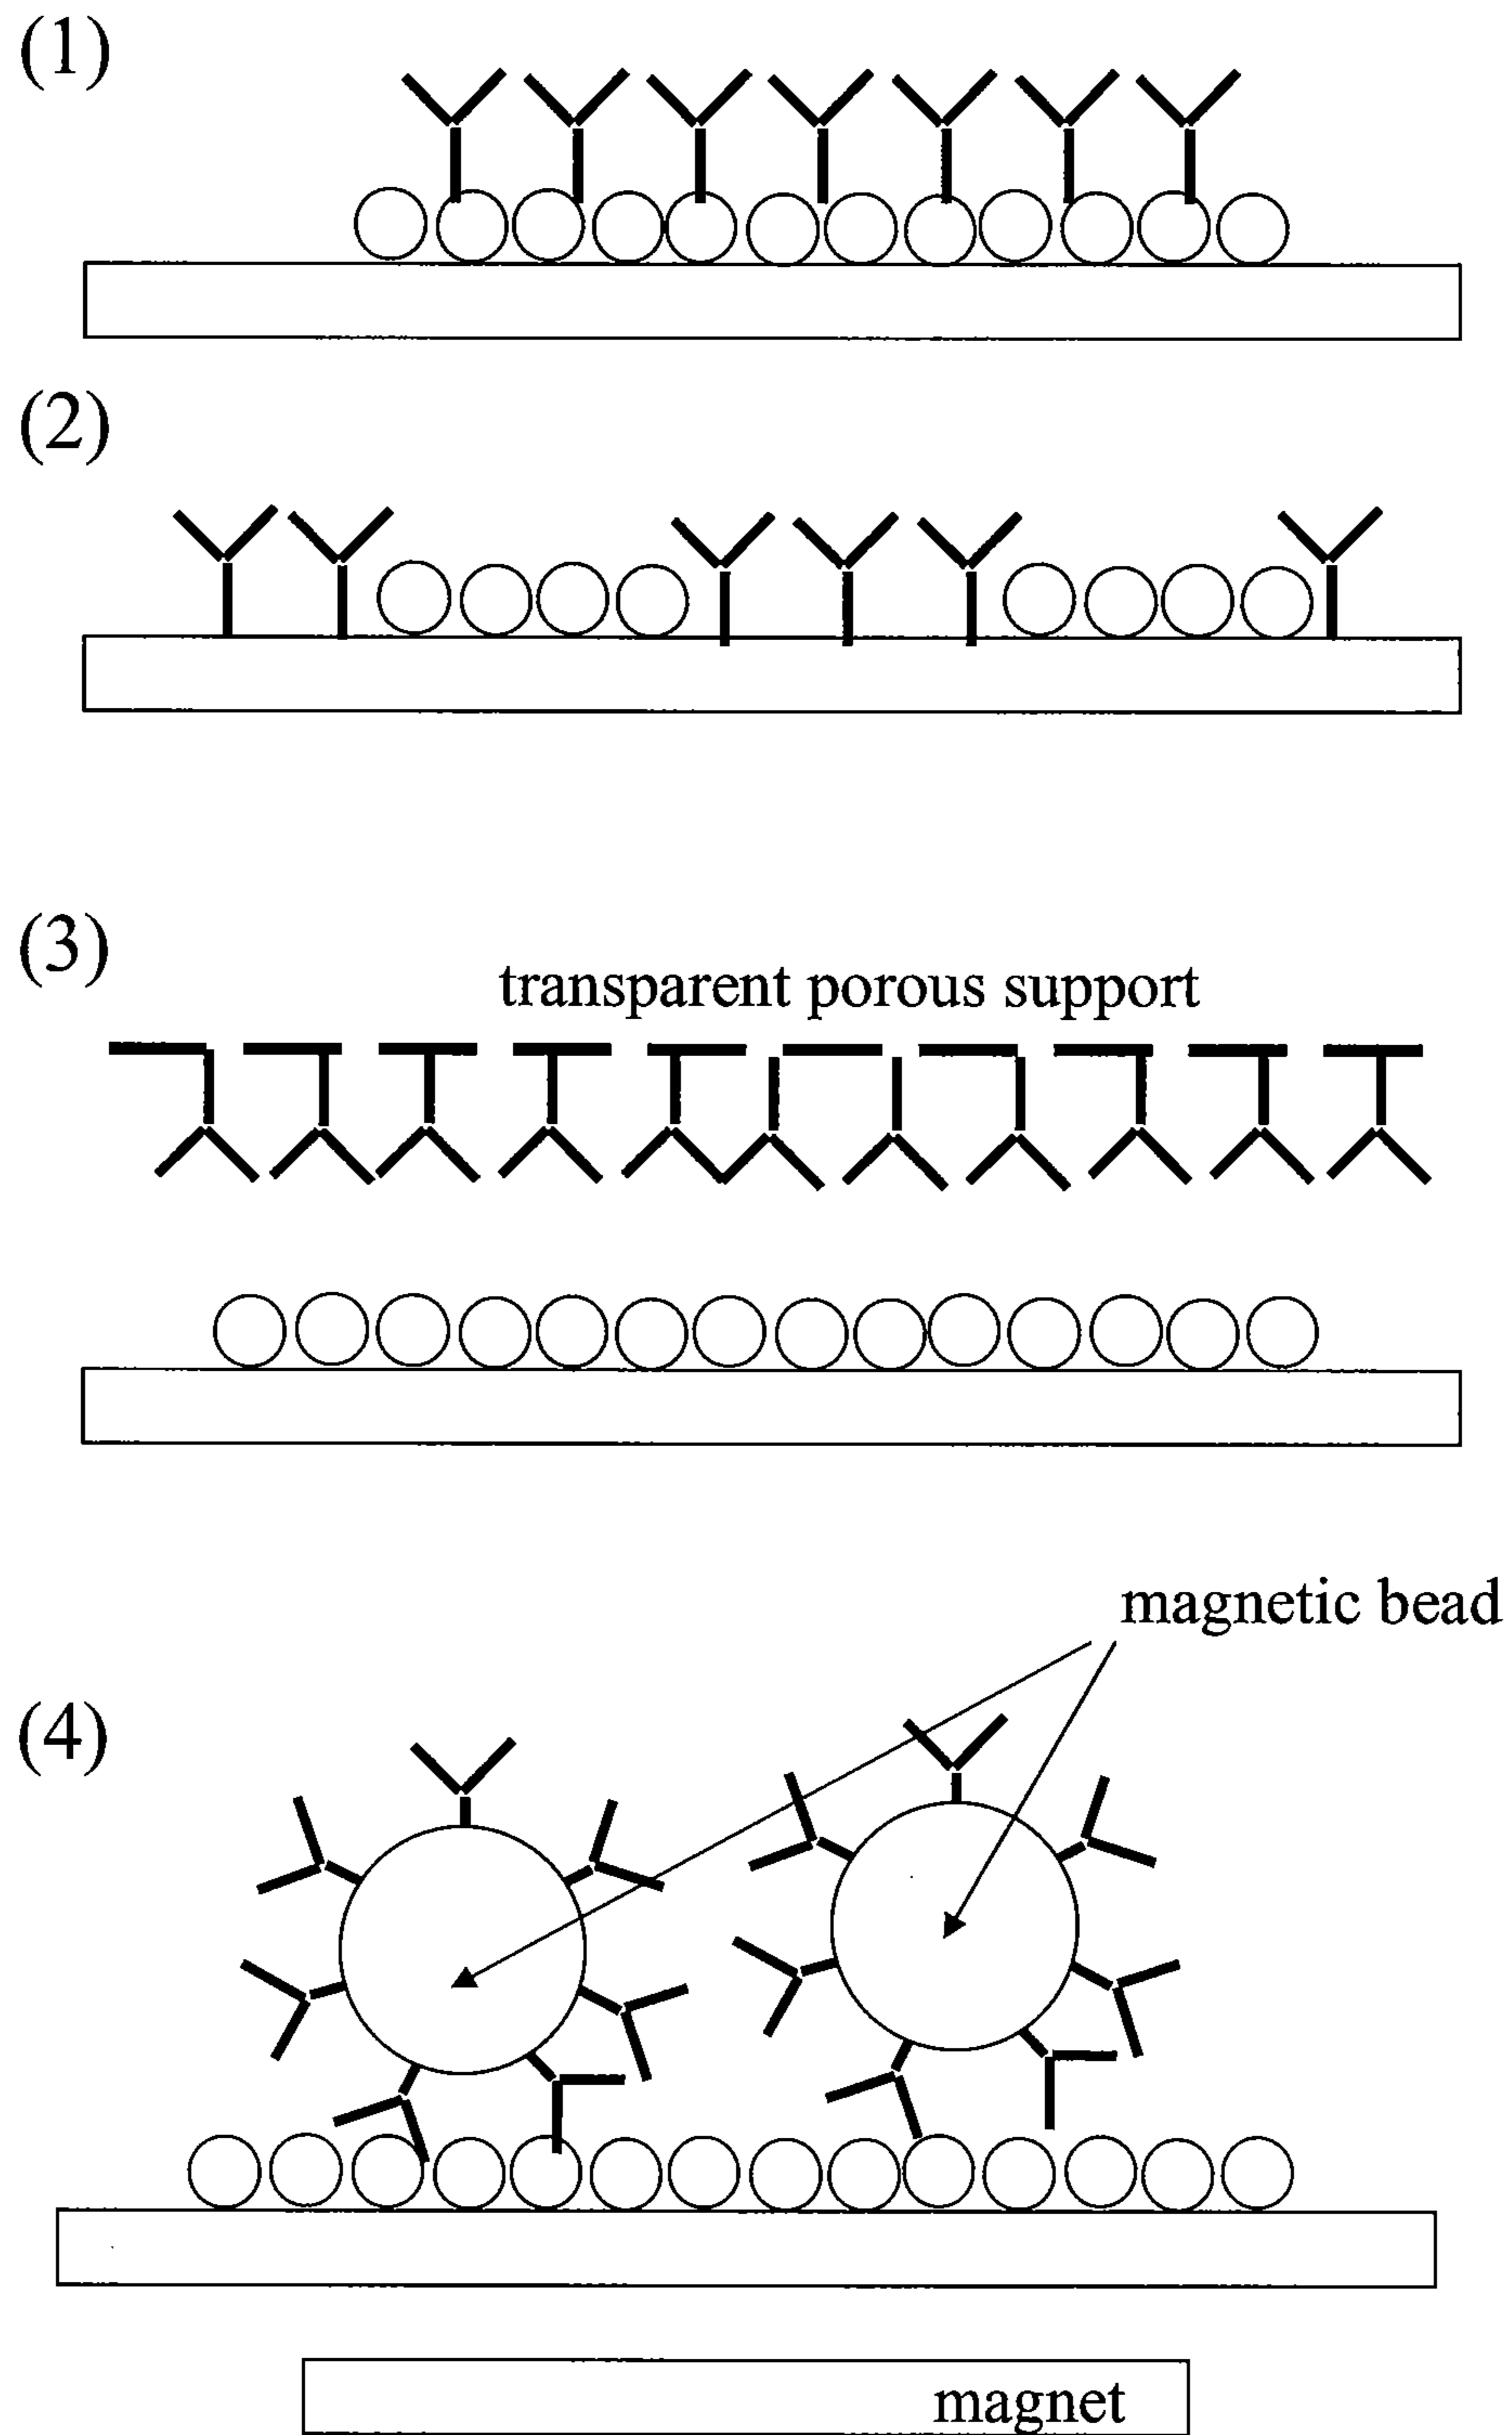 (1)
(2)
(3)
transparent porous support
magnetic bead
(4)
magnet